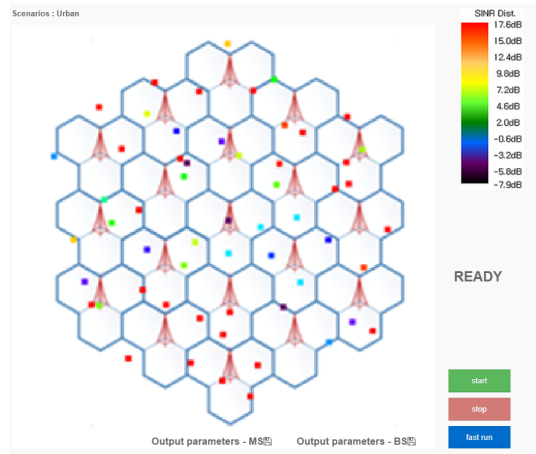 Scenarios : Urban
SINR Dist.
17.6dB
15.0dB
12.4dB
9.8dB
7.2dB
4.6dB
2.0dB
-0.6dB
-3.2dB
-5.8dB
-7.9dB
READY
start
stop
fast run
Output parameters - MS
Output parameters - BS